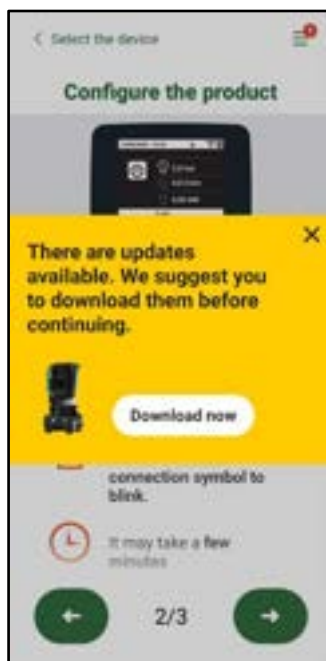 Select the device
Configure the product
There are updates
available. We suggest you
to download them before
continuing.
Download now
connection symbol to
blink.
It may take a few
minutes
2/3